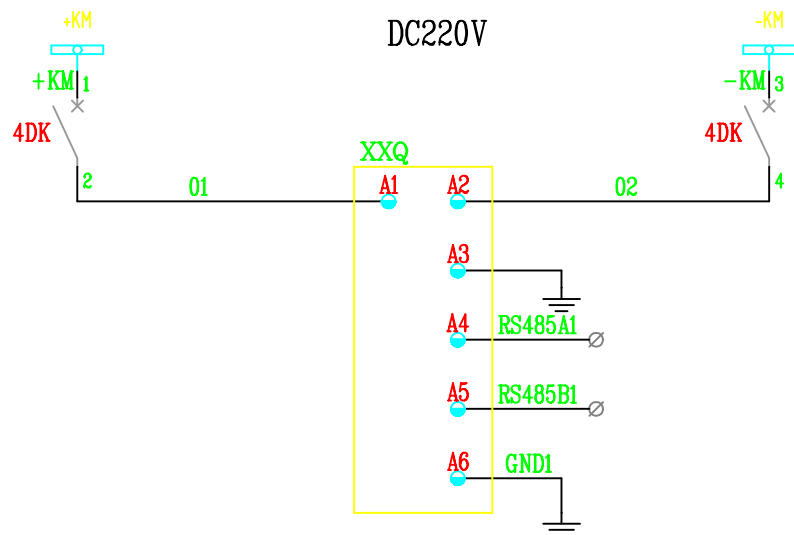 +KM
DC220V
-KM
+KM 1
-KM 3
4DK
4DK
XXQ
2
01
A1
A2
02
4
A3
A4
RS485A1
A5
RS485B1
A6
GND1